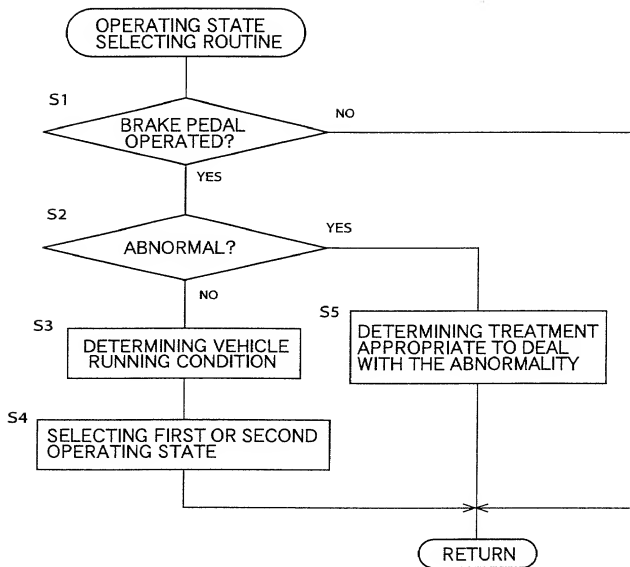 OPERATING STATE
SELECTING ROUTINE
S1
BRAKE PEDAL
OPERATED?
NO
YES
S2
ABNORMAL?
YES
NO
S3
DETERMINING VEHICLE
RUNNING CONDITION
S5
DETERMINING TREATMENT
APPROPRIATE TO DEAL
WITH THE ABNORMALITY
S4
SELECTING FIRST OR SECOND
OPERATING STATE
RETURN